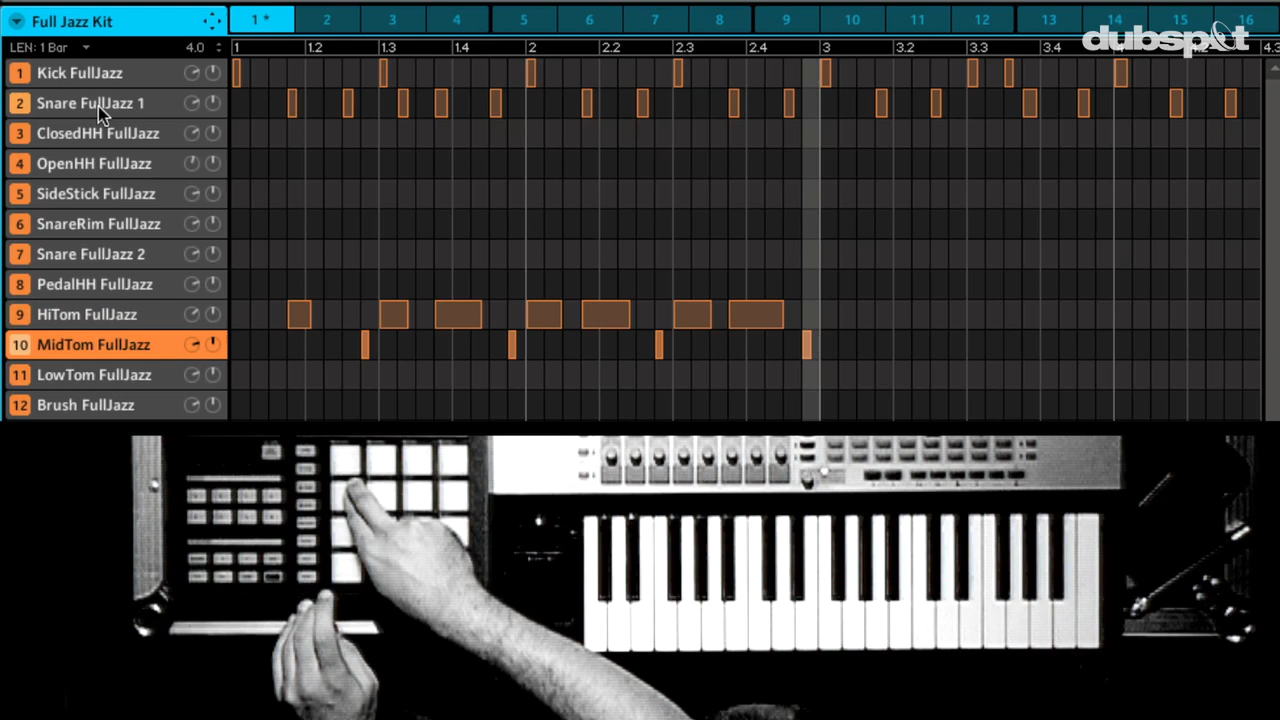 Full Jazz Kit 1 * 2 3 4 5 6 7 8 9 10 11 12 13 14 15 16
dubspot
LEN: 1 Bar 4.0 1 1.2 1.3 1.4 2 2.2 2.3 2.4 3 3.2 3.3 3.4 4 4.2 4.3
1 Kick FullJazz
2 Snare FullJazz 1
3 ClosedHH FullJazz
4 OpenHH FullJazz
5 SideStick FullJazz
6 SnareRim FullJazz
7 Snare FullJazz 2
8 PedalHH FullJazz
9 HiTom FullJazz
10 MidTom FullJazz
11 LowTom FullJazz
12 Brush FullJazz